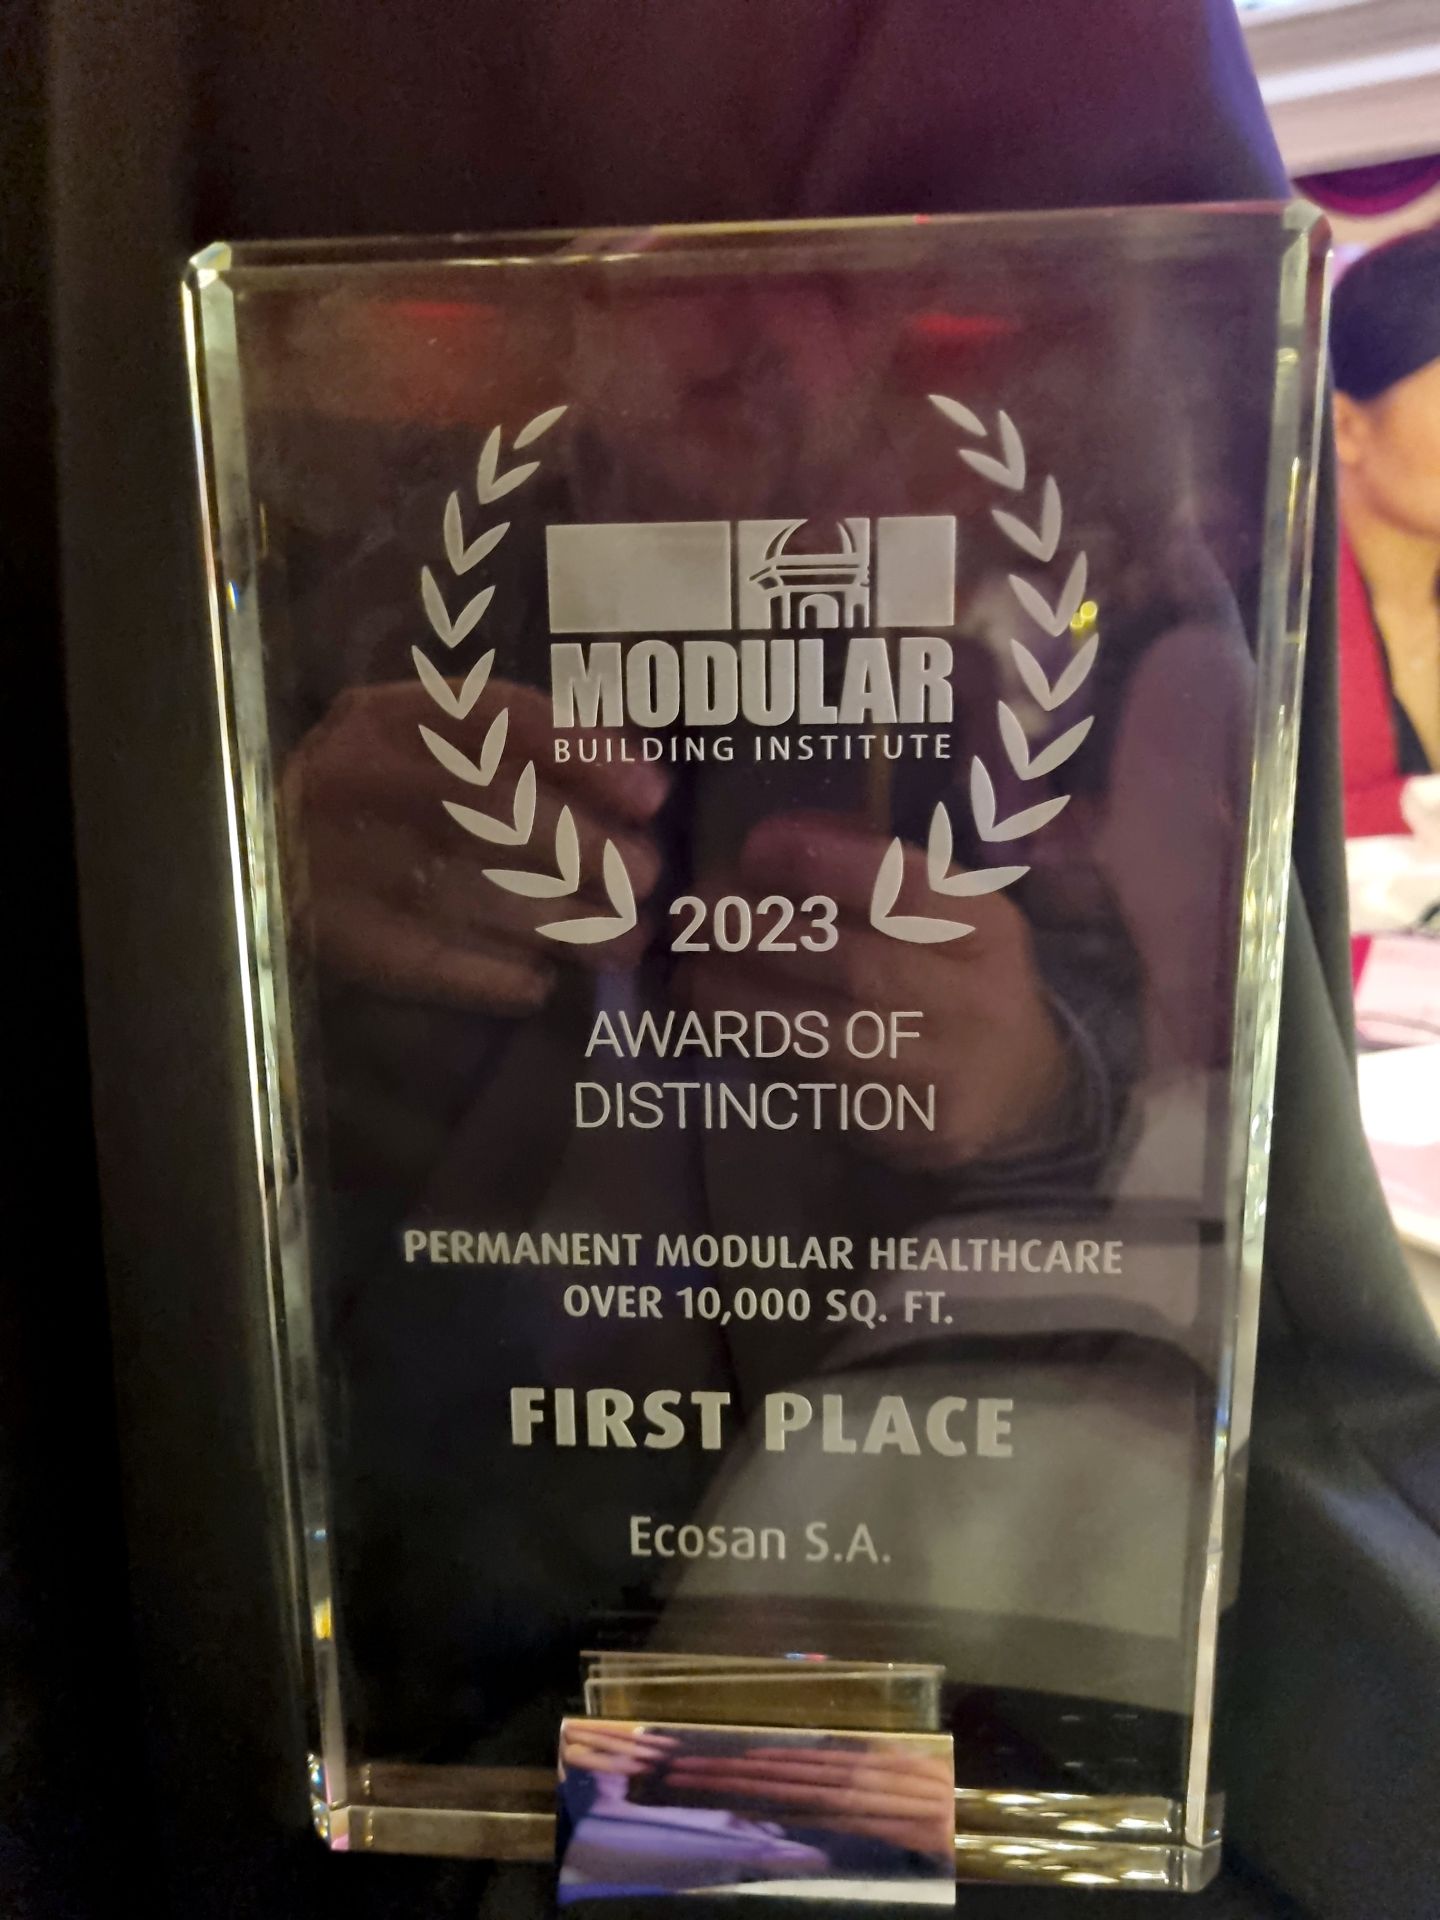 MODULAR
BUILDING INSTITUTE
2023
AWARDS OF
DISTINCTION
PERMANENT MODULAR HEALTHCARE
OVER 10,000 SQ. FT.
FIRST PLACE
Ecosan S.A.